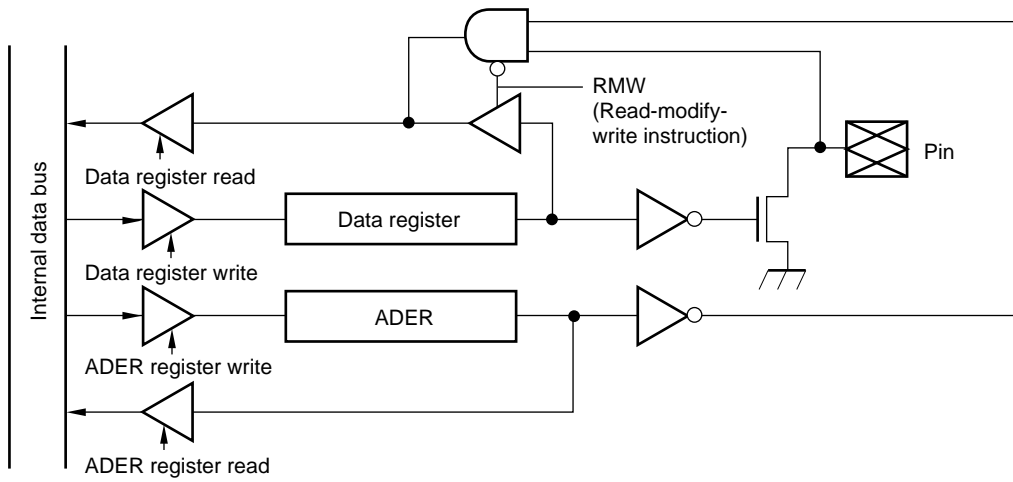 RMW
(Read-modify-
write instruction)
Pin
Data register read
Internal data bus
Data register
Data register write
ADER
ADER register write
ADER register read